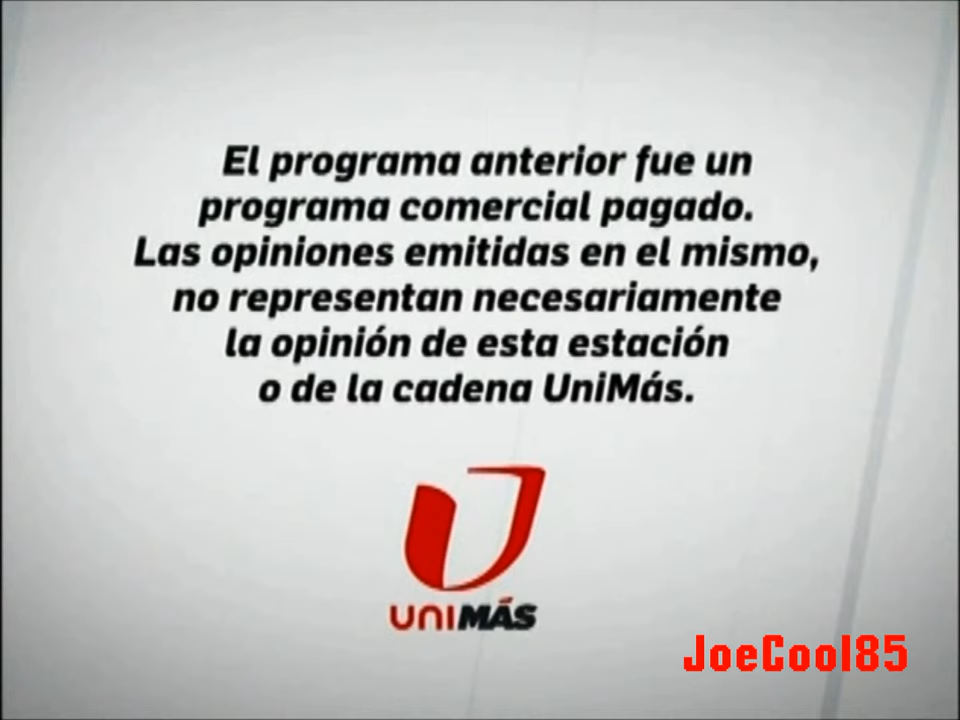 El programa anterior fue un
programa comercial pagado.
Las opiniones emitidas en el mismo,
no representan necesariamente
la opinión de esta estación
o de la cadena UniMás.
UNIMÁS
JoeCool85